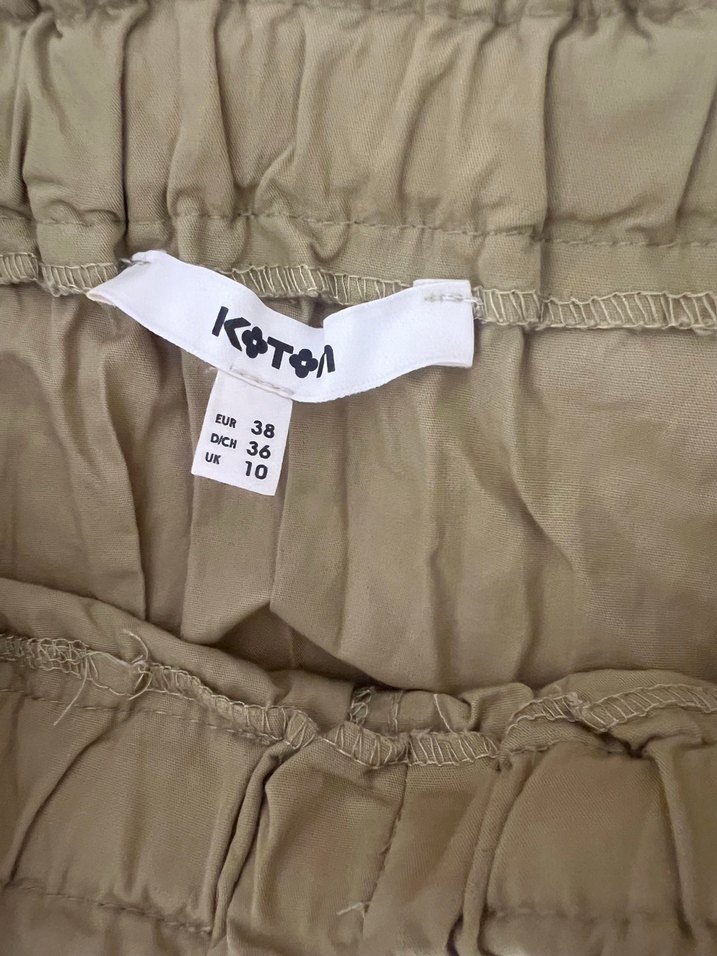 KOTON
EUR 38
D/CH 36
UK 10